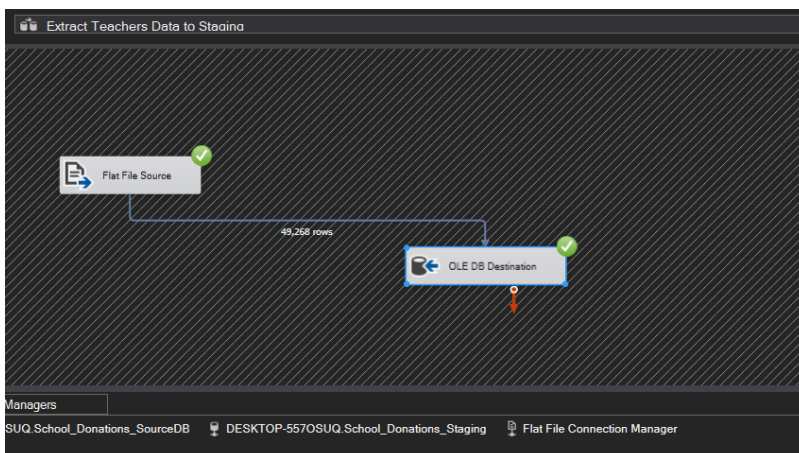 Extract Teachers Data to Staging
Flat File Source
49,268 rows
OLE DB Destination
Managers
SUQ.School_Donations_SourceDB DESKTOP-557OSUQ.School_Donations_Staging Flat File Connection Manager